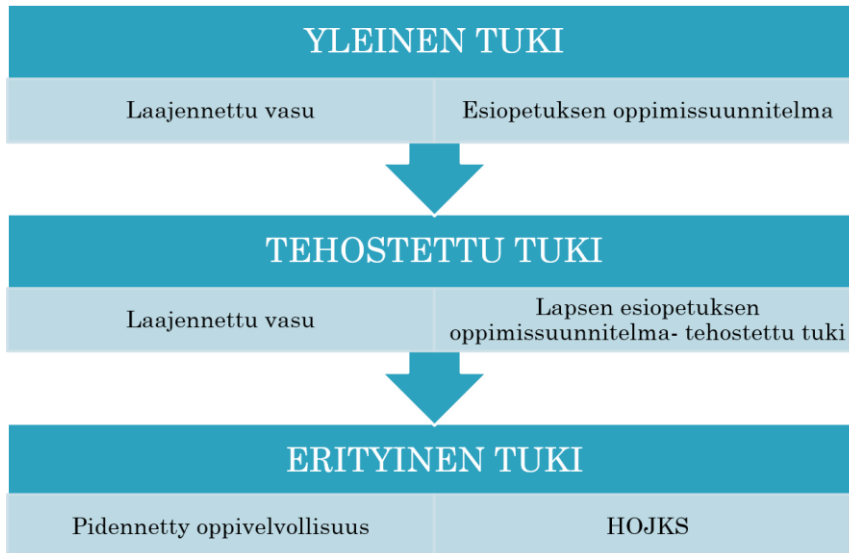 YLEINEN TUKI
Laajennettu vasu
Esiopetuksen oppimissuunnitelma
TEHOSTETTU TUKI
Laajennettu vasu
Lapsen esiopetuksen
oppimissuunnitelma- tehostettu tuki
ERITYINEN TUKI
Pidennetty oppivelvollisuus
HOJKS